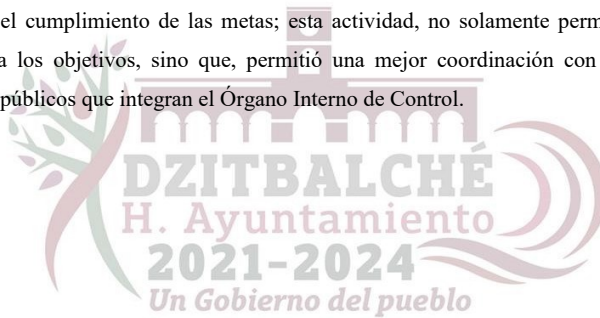 el cumplimiento de las metas; esta actividad, no solamente perm
a los objetivos, sino que, permitió una mejor coordinación con
públicos que integran el Órgano Interno de Control.
DZITBALCHÉ
H. Ayuntamiento
2021-2024
Un Gobierno del pueblo